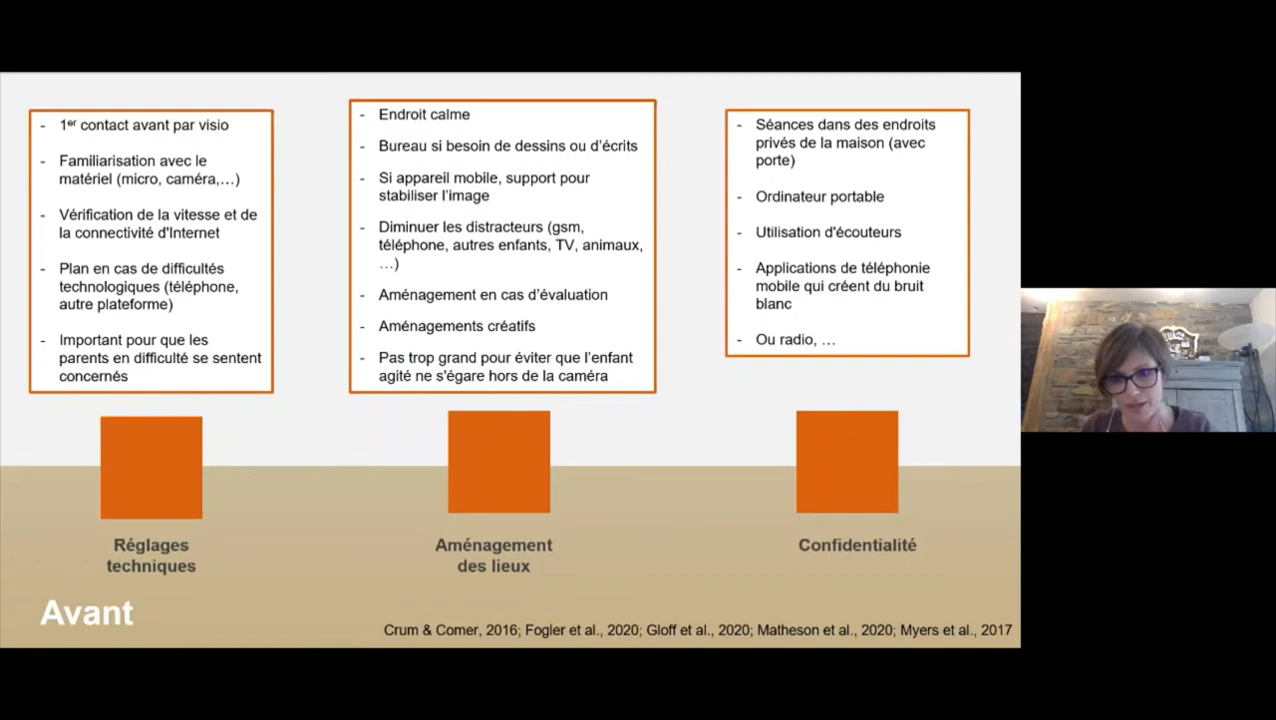 - 1er contact avant par visio
- Familiarisation avec le
matériel (micro, caméra,…)
- Vérification de la vitesse et de
la connectivité d'Internet
- Plan en cas de difficultés
technologiques (téléphone,
autre plateforme)
- Important pour que les
parents en difficulté se sentent
concernés
- Endroit calme
- Bureau si besoin de dessins ou d’écrits
- Si appareil mobile, support pour
stabiliser l’image
- Diminuer les distracteurs (gsm,
téléphone, autres enfants, TV, animaux,
…)
- Aménagement en cas d’évaluation
- Aménagements créatifs
- Pas trop grand pour éviter que l’enfant
agité ne s'égare hors de la caméra
- Séances dans des endroits
privés de la maison (avec
porte)
- Ordinateur portable
- Utilisation d'écouteurs
- Applications de téléphonie
mobile qui créent du bruit
blanc
- Ou radio, …
Réglages
techniques
Aménagement
des lieux
Confidentialité
Avant
Crum & Comer, 2016; Fogler et al., 2020; Gloff et al., 2020; Matheson et al., 2020; Myers et al., 2017